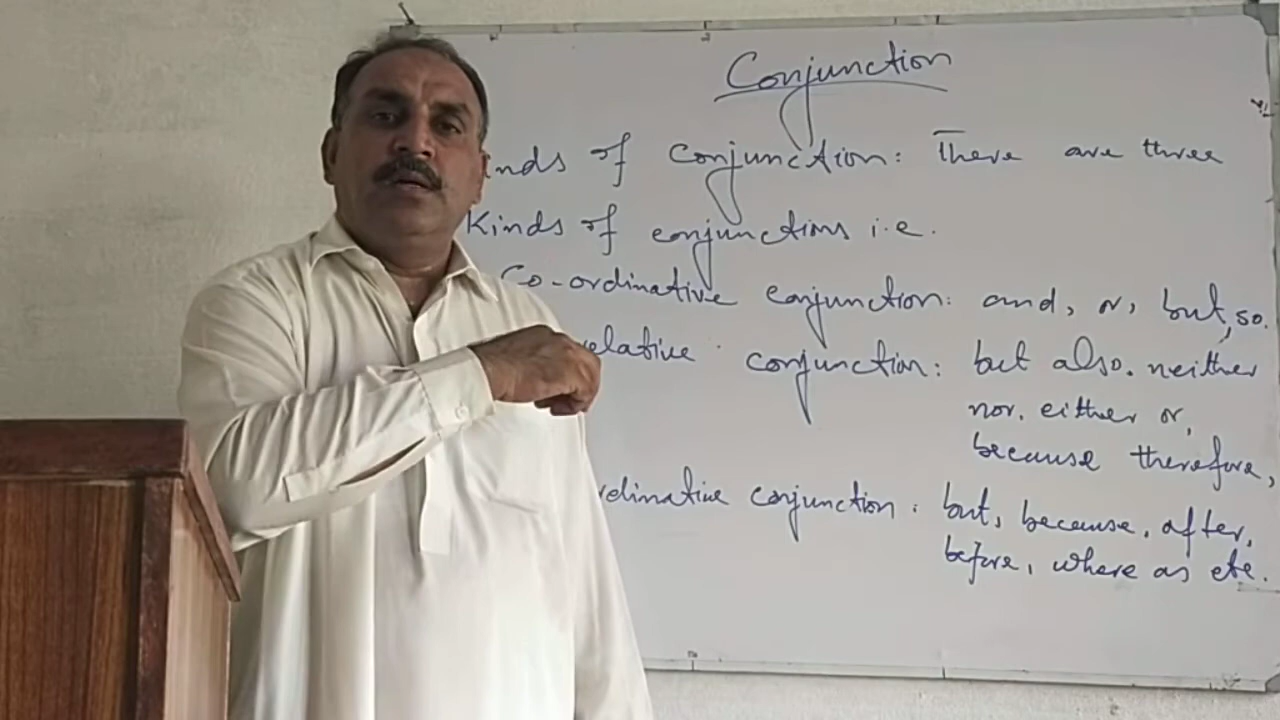 Conjunction
inds of Conjunction: There are three
Kinds of conjunctions i.e.
Co-ordinative conjunction: and, or, but, so.
relative conjunction: but also. neither
nor. either or,
because therefore,
rdinative conjunction: but, because, after,
before, where as etc.